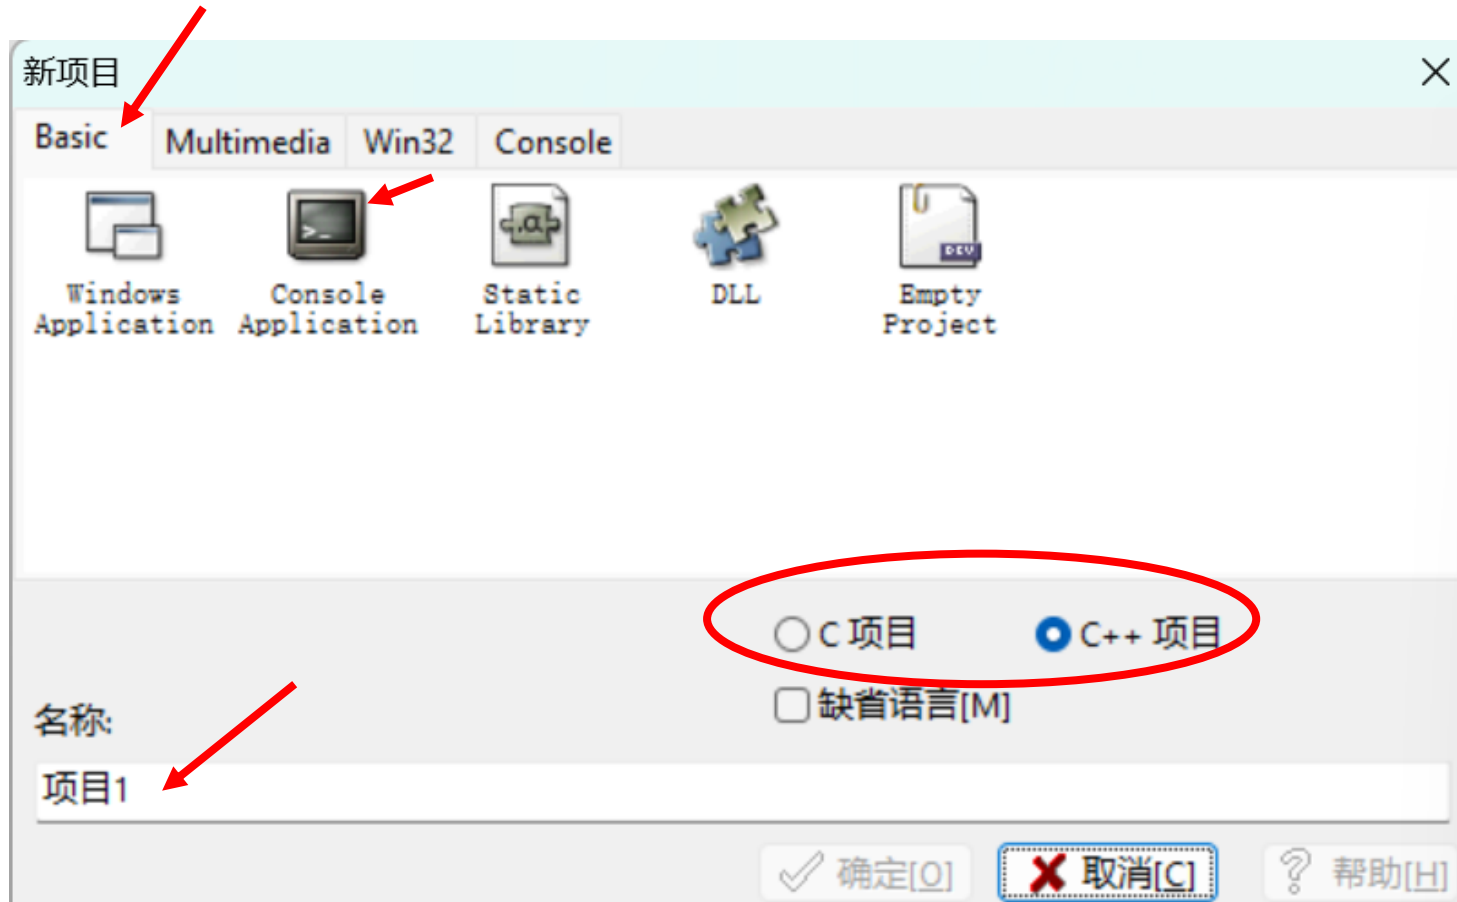 新项目
Basic Multimedia Win32 Console
Windows Application
Console Application
Static Library
DLL
Empty Project
DEV
C 项目 C++ 项目
缺省语言[M]
名称:
项目1
确定[O] 取消[C] 帮助[H]